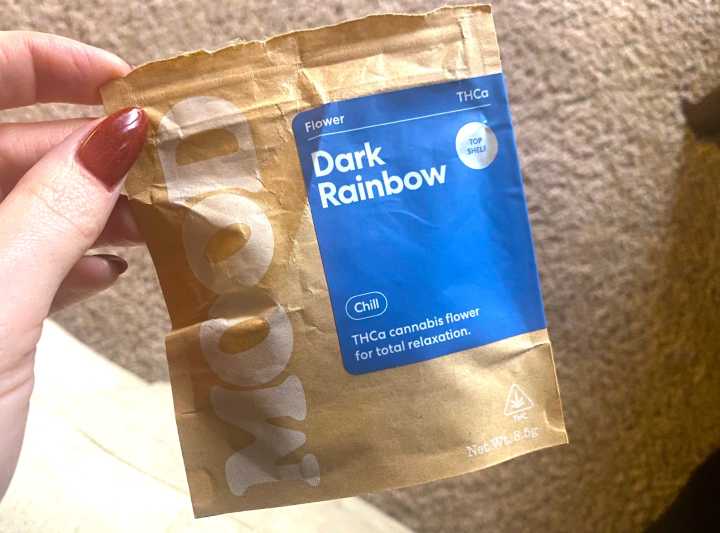 MOOD
Flower
THCa
TOP
SHELF
Dark
Rainbow
Chill
THCa cannabis flower
for total relaxation.
THC
Net Wt. 3.5g